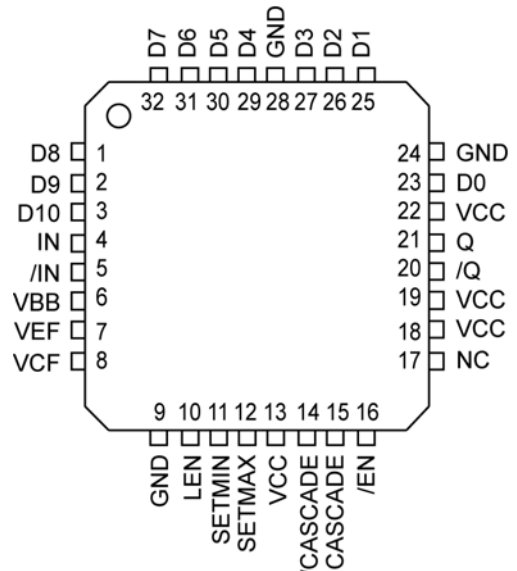 D7 D6 D5 D4 GND D3 D2 D1
32 31 30 29 28 27 26 25
D8 1 24 GND
D9 2 23 D0
D10 3 22 VCC
IN 4 21 Q
/IN 5 20 /Q
VBB 6 19 VCC
VEF 7 18 VCC
VCF 8 17 NC
9 10 11 12 13 14 15 16
GND LEN SETMIN SETMAX VCC /CASCADE CASCADE /EN